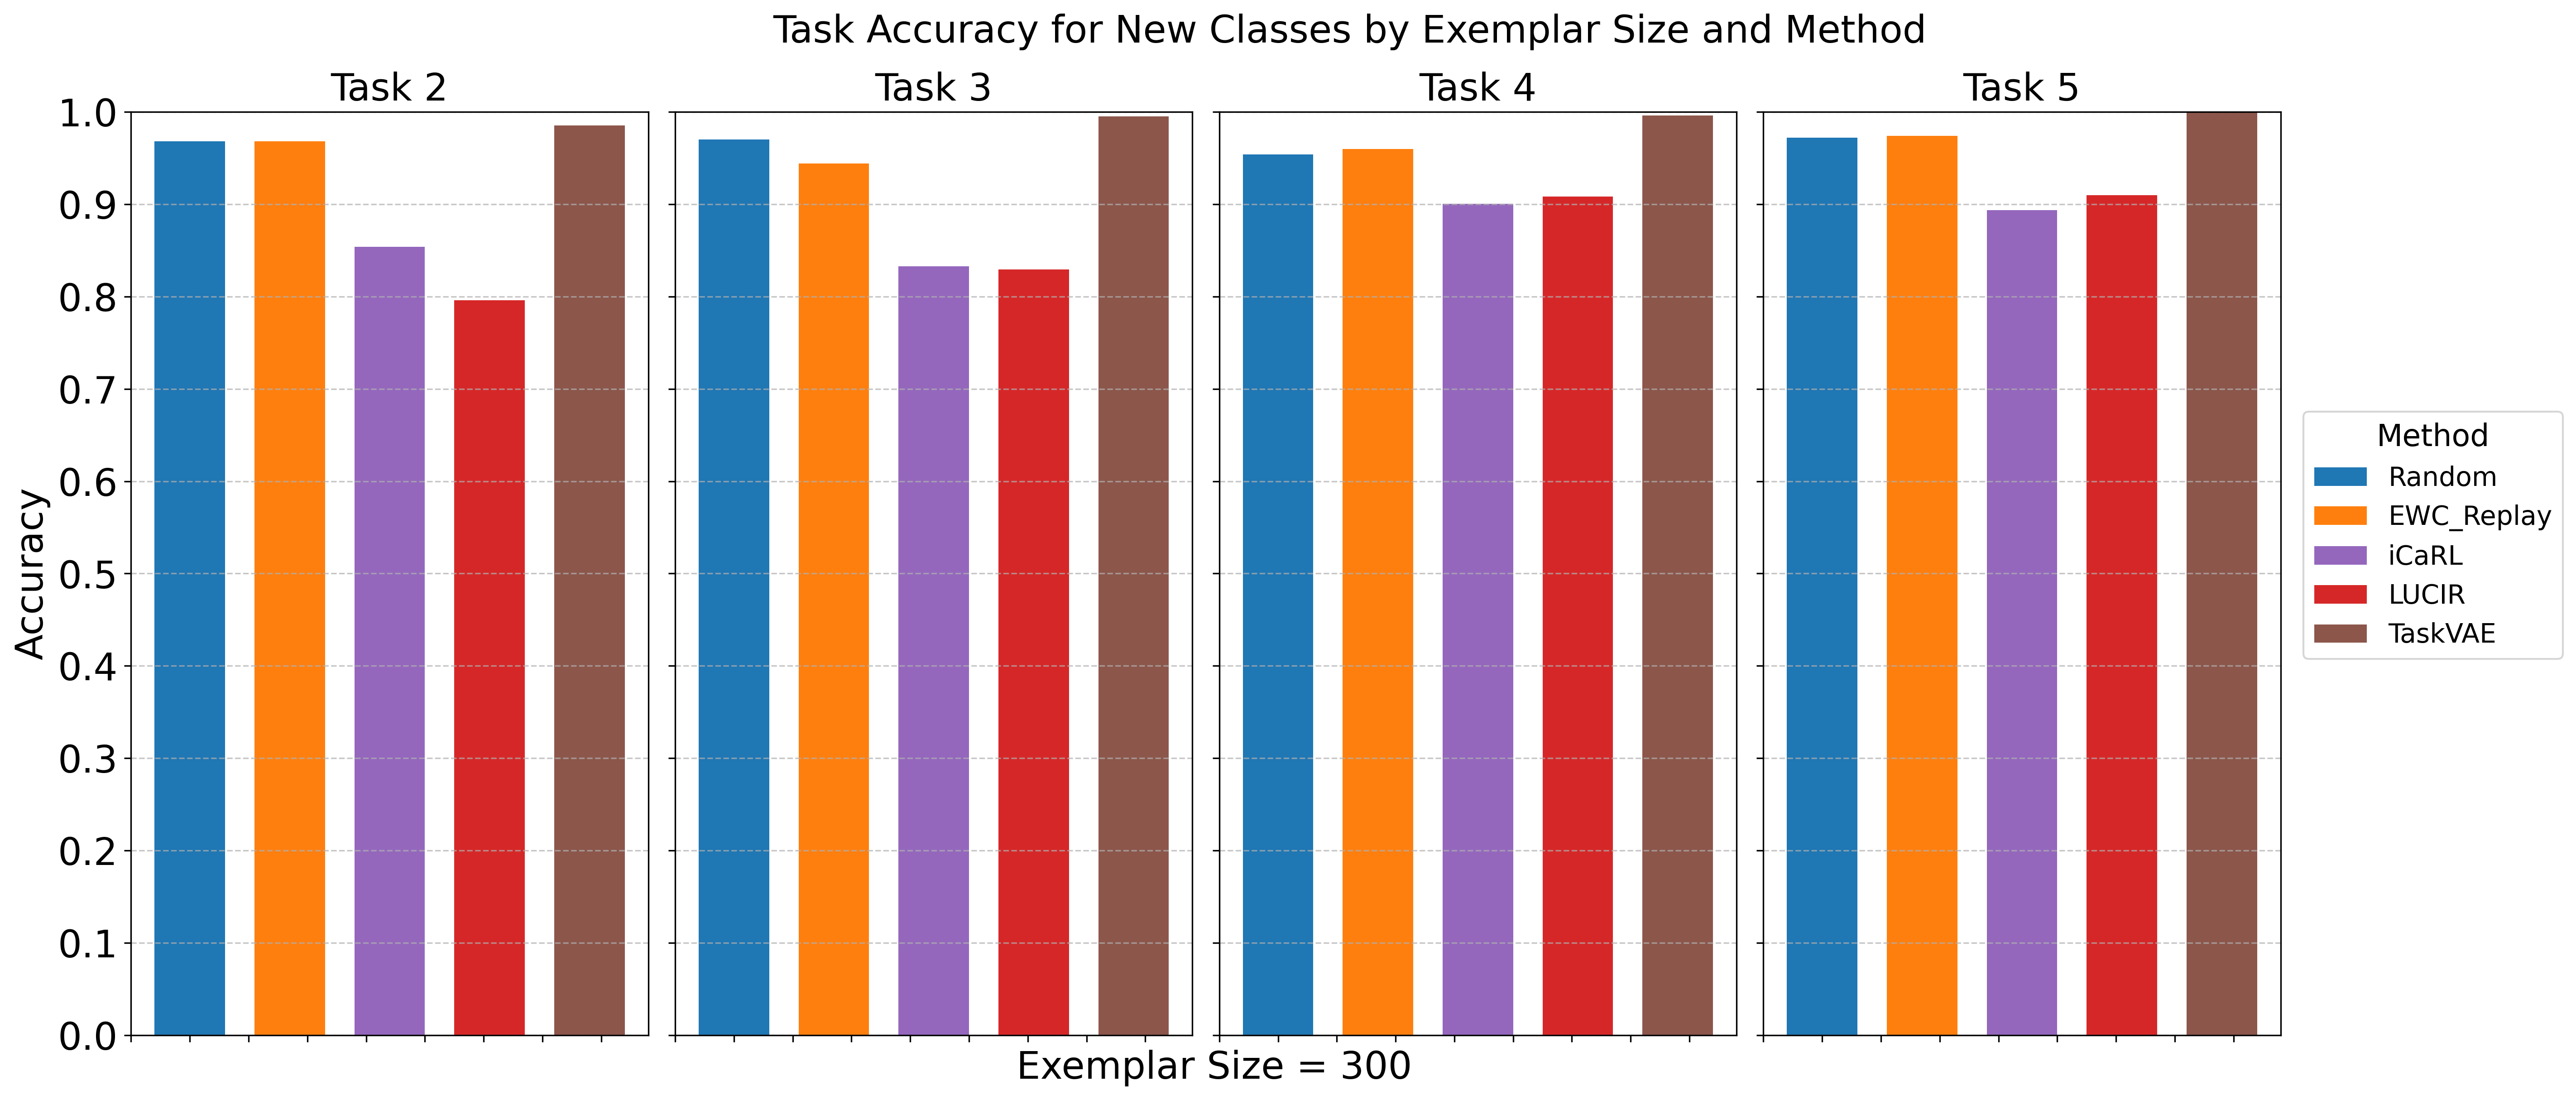 Task Accuracy for New Classes by Exemplar Size and Method
Task 2
Task 3
Task 4
Task 5
1.0
0.9
0.8
0.7
0.6
0.5
0.4
0.3
0.2
0.1
0.0
Accuracy
Exemplar Size = 300
Method
Random
EWC_Replay
iCaRL
LUCIR
TaskVAE